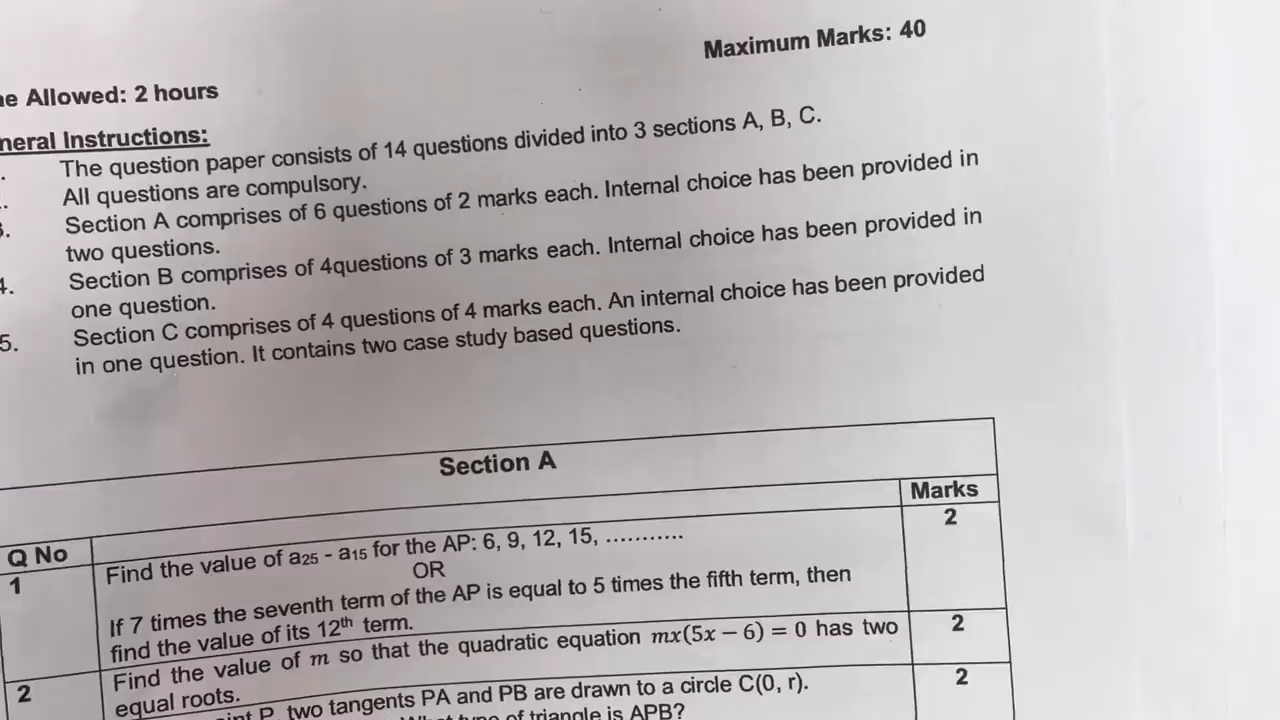 Maximum Marks: 40
Allowed: 2 hours
Instructions:
The question paper consists of 14 questions divided into 3 sections A, B, C.
All questions are compulsory.
Section A comprises of 6 questions of 2 marks each. Internal choice has been provided in
two questions.
4. Section B comprises of 4questions of 3 marks each. Internal choice has been provided in
one question.
5. Section C comprises of 4 questions of 4 marks each. An internal choice has been provided
in one question. It contains two case study based questions.
Section A
Q No Marks
1 Find the value of a25 - a15 for the AP: 6, 9, 12, 15, ........... 2
OR
If 7 times the seventh term of the AP is equal to 5 times the fifth term, then
find the value of its 12th term.
2 Find the value of m so that the quadratic equation mx(5x − 6) = 0 has two 2
equal roots.
P, two tangents PA and PB are drawn to a circle C(0, r). 2
of triangle is APB?